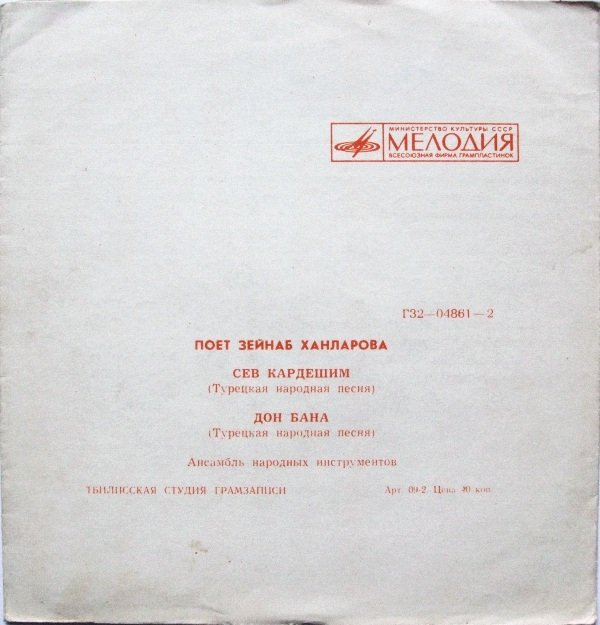 МИНИСТЕРСТВО КУЛЬТУРЫ СССР
МЕЛОДИЯ
ВСЕСОЮЗНАЯ ФИРМА ГРАМПЛАСТИНОК
Г32—04861—2
ПОЕТ ЗЕЙНАБ ХАНЛАРОВА
СЕВ КАРДЕШИМ
(Турецкая народная песня)
ДОН БАНА
(Турецкая народная песня)
Ансамбль народных инструментов
ТБИЛИССКАЯ СТУДИЯ ГРАМЗАПИСИ
Арт. 09-2. Цена 40 коп.